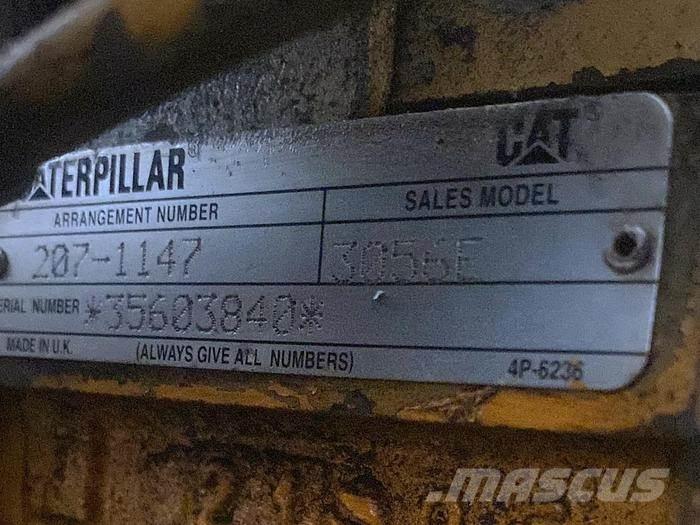 CATERPILLAR® CAT®
ARRANGEMENT NUMBER SALES MODEL
207-1147 3056E
SERIAL NUMBER *35603840*
MADE IN U.K. (ALWAYS GIVE ALL NUMBERS) 4P-6236
MASCUS